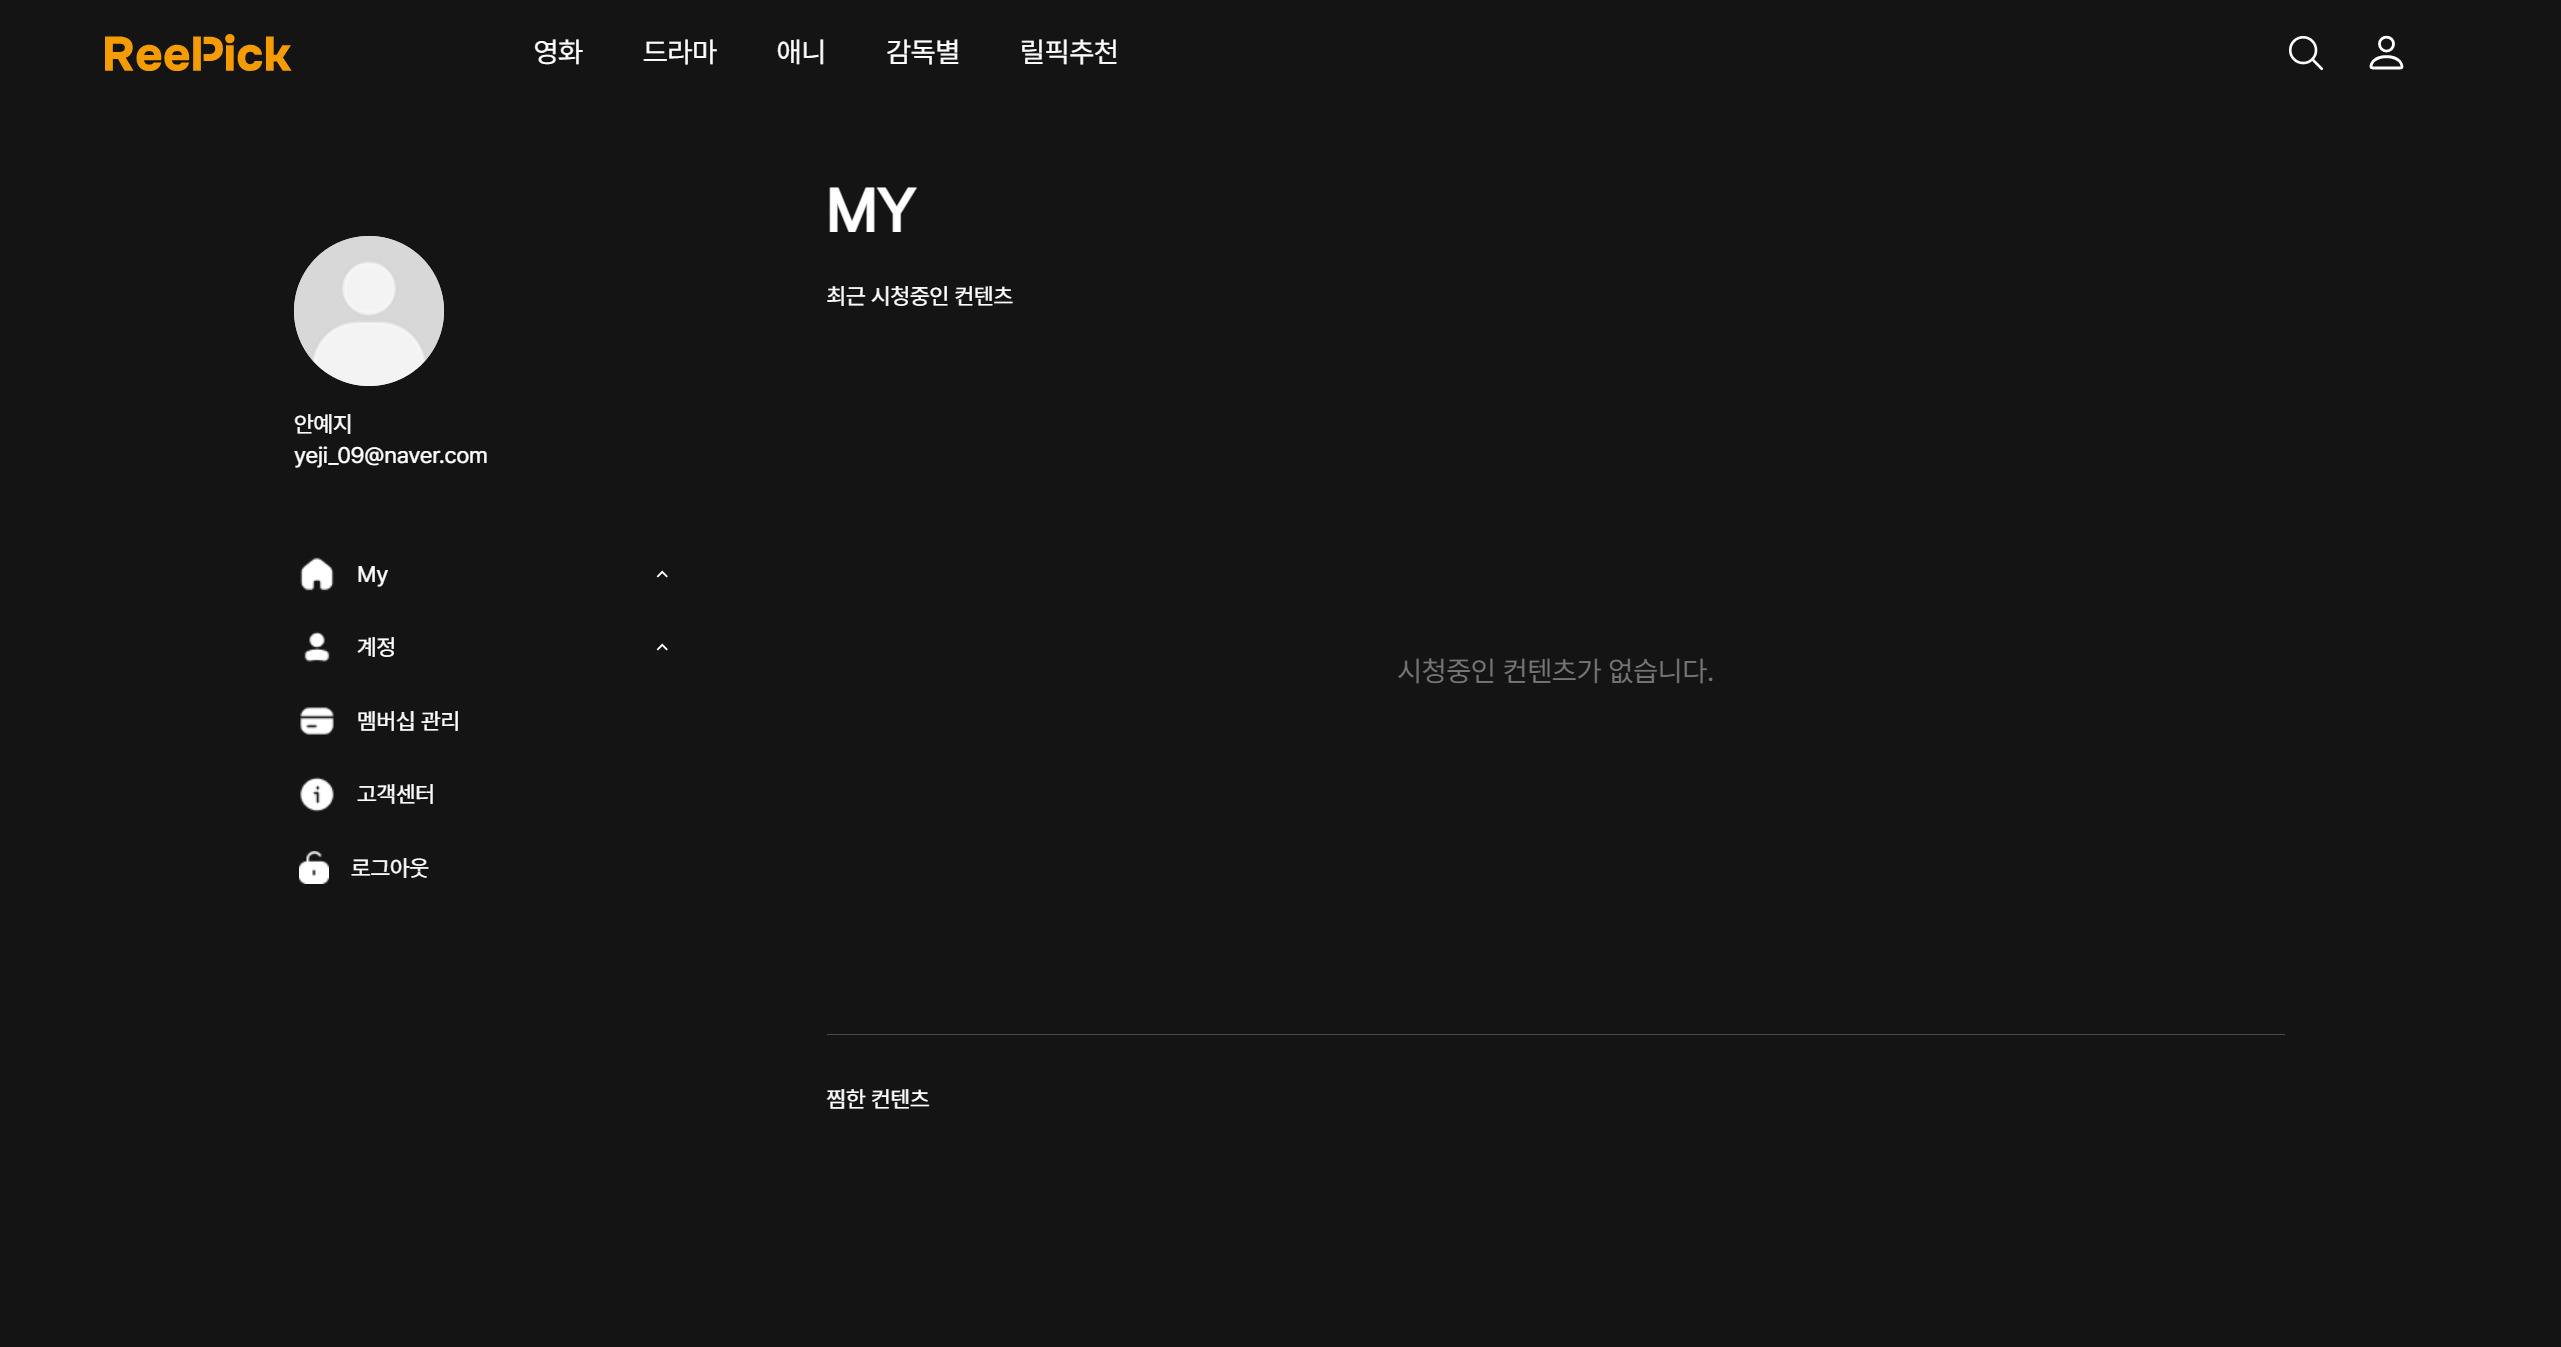 ReelPick
영화 드라마 애니 감독별 릴픽추천
안예지
yeji_09@naver.com
My
계정
멤버십 관리
고객센터
로그아웃
MY
최근 시청중인 컨텐츠
시청중인 컨텐츠가 없습니다.
찜한 컨텐츠